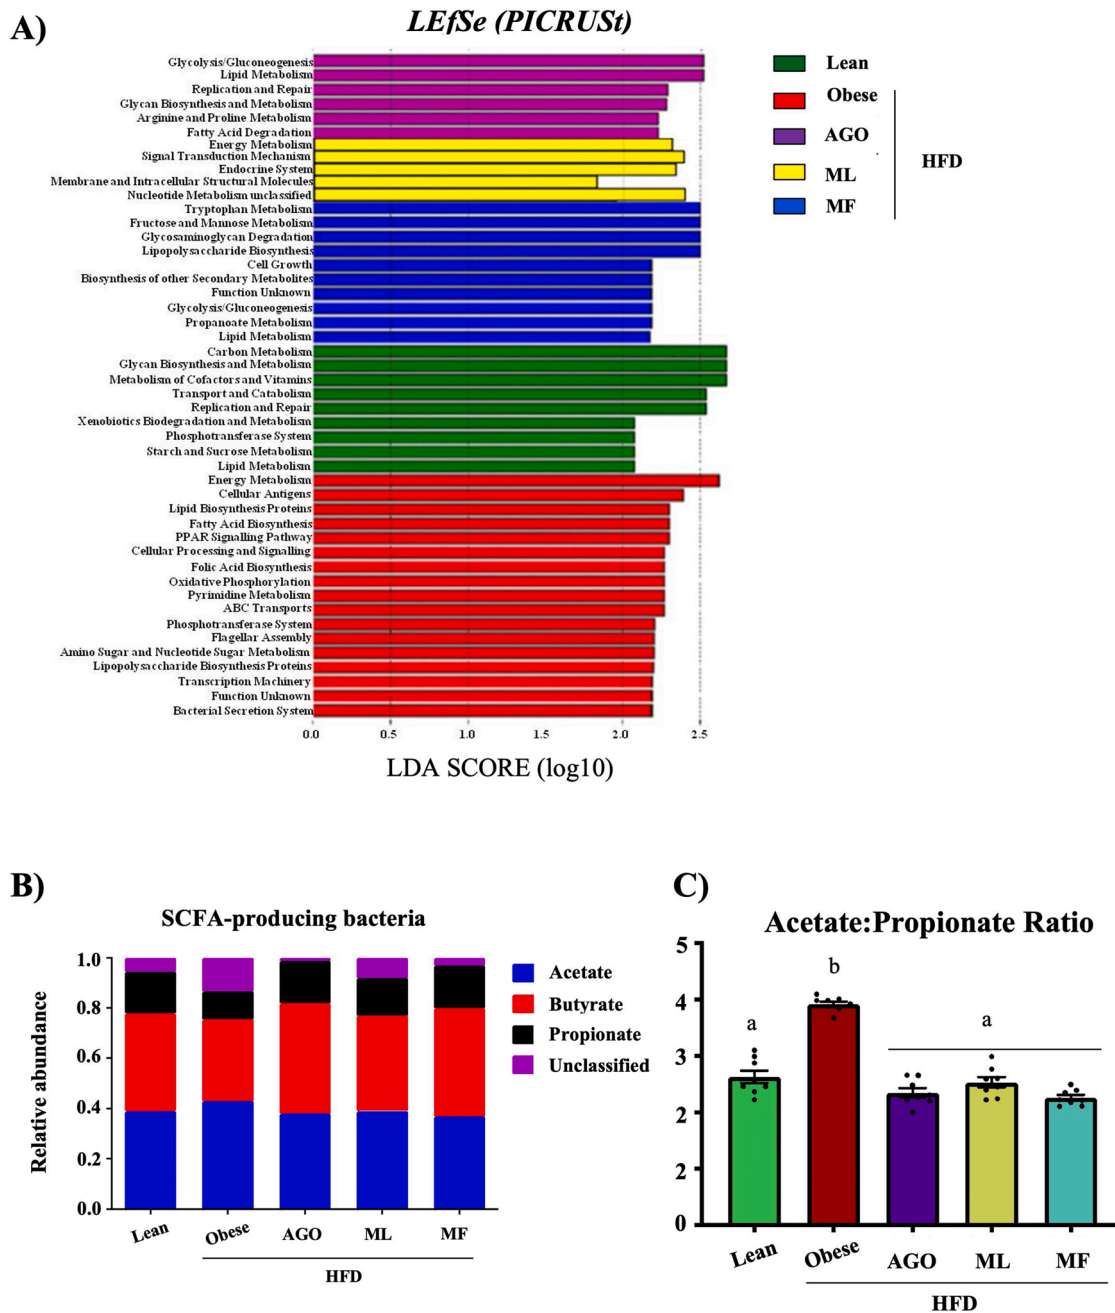 A)
LEfSe (PICRUSt)
Glycolysis/Gluconeogenesis
Lipid Metabolism
Replication and Repair
Glycan Biosynthesis and Metabolism
Arginine and Proline Metabolism
Fatty Acid Degradation
Energy Metabolism
Signal Transduction Mechanism
Endocrine System
Membrane and Intracellular Structural Molecules
Nucleotide Metabolism unclassified
Tryptophan Metabolism
Fructose and Mannose Metabolism
Glycosaminoglycan Degradation
Lipopolysaccharide Biosynthesis
Cell Growth
Biosynthesis of other Secondary Metabolites
Function Unknown
Glycolysis/Gluconeogenesis
Propanoate Metabolism
Lipid Metabolism
Carbon Metabolism
Glycan Biosynthesis and Metabolism
Metabolism of Cofactors and Vitamins
Transport and Catabolism
Replication and Repair
Xenobiotics Biodegradation and Metabolism
Phosphotransferase System
Starch and Sucrose Metabolism
Lipid Metabolism
Energy Metabolism
Cellular Antigens
Lipid Biosynthesis Proteins
Fatty Acid Biosynthesis
PPAR Signalling Pathway
Cellular Processing and Signalling
Folic Acid Biosynthesis
Oxidative Phosphorylation
Pyrimidine Metabolism
ABC Transports
Phosphotransferase System
Flagellar Assembly
Amino Sugar and Nucleotide Sugar Metabolism
Lipopolysaccharide Biosynthesis Proteins
Transcription Machinery
Function Unknown
Bacterial Secretion System
0.0 0.5 1.0 1.5 2.0 2.5
LDA SCORE (log10)
Lean
Obese
AGO
ML
MF
HFD
B)
SCFA-producing bacteria
Relative abundance
1.0
0.8
0.6
0.4
0.2
0.0
Lean Obese AGO ML MF
HFD
Acetate
Butyrate
Propionate
Unclassified
C)
Acetate:Propionate Ratio
5
4
3
2
2
0
a
b
a
Lean Obese AGO ML MF
HFD